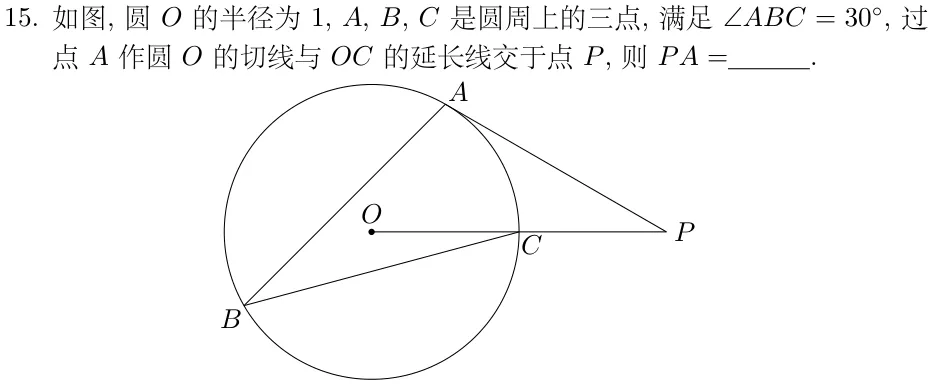 15. 如图, 圆 O 的半径为 1, A, B, C 是圆周上的三点, 满足 ∠ABC = 30°, 过
点 A 作圆 O 的切线与 OC 的延长线交于点 P, 则 PA =______.
A
O
P
C
B